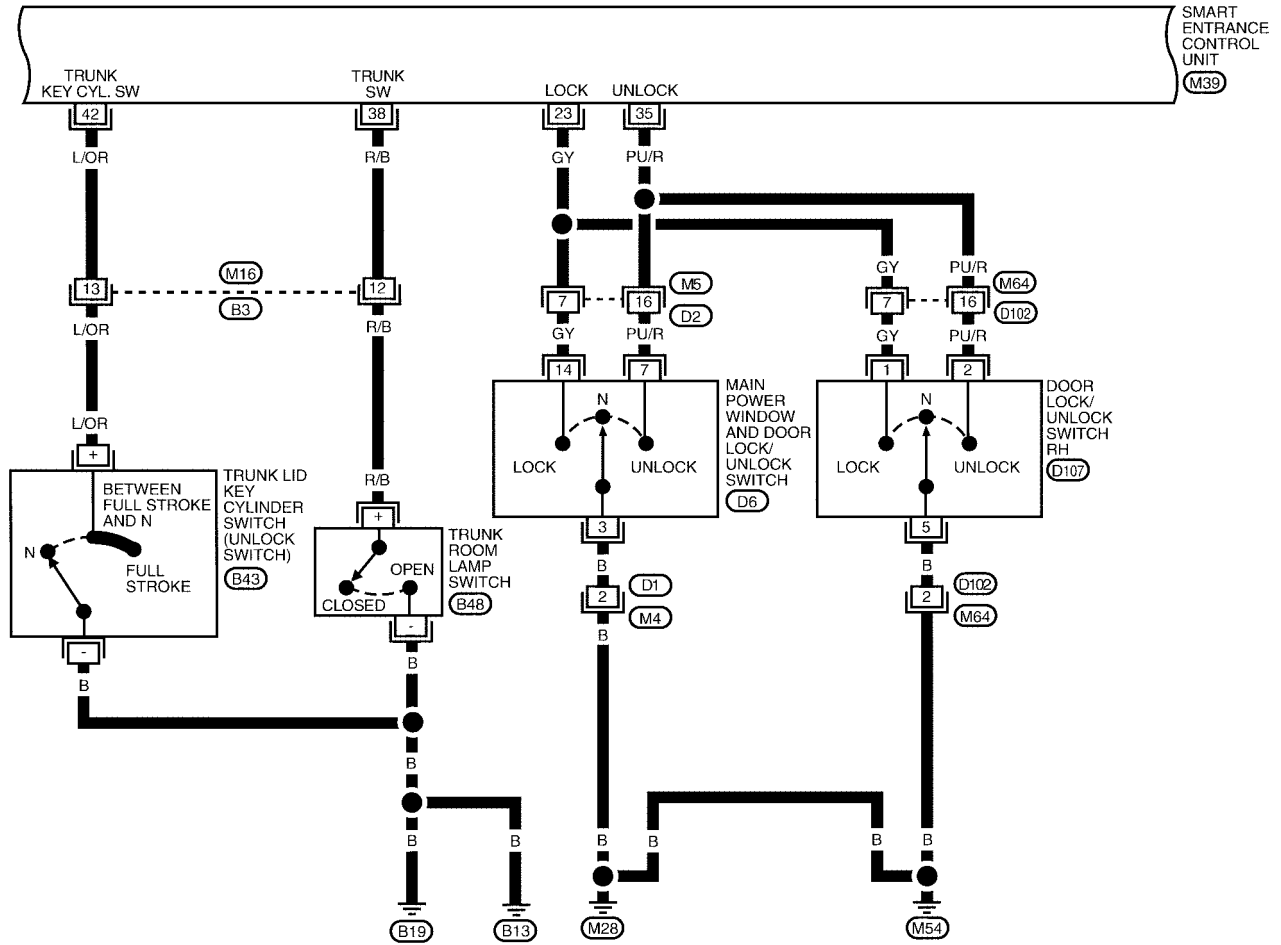 SMART
ENTRANCE
CONTROL
UNIT
M39
TRUNK
KEY CYL. SW
TRUNK
SW
LOCK
UNLOCK
42
38
23
35
L/OR
R/B
GY
PU/R
GY
PU/R
13
M16
B3
12
7
16
M5
D2
7
16
M64
D102
L/OR
R/B
GY
PU/R
GY
PU/R
14
7
1
2
L/OR
+
BETWEEN
FULL STROKE
AND N
N
FULL
STROKE
-
TRUNK LID
KEY
CYLINDER
SWITCH
(UNLOCK
SWITCH)
B43
R/B
+
OPEN
CLOSED
-
TRUNK
ROOM
LAMP
SWITCH
B48
N
LOCK
UNLOCK
3
MAIN
POWER
WINDOW
AND DOOR
LOCK/
UNLOCK
SWITCH
D6
N
LOCK
UNLOCK
5
DOOR
LOCK/
UNLOCK
SWITCH
RH
D107
B
B
2
D1
M4
2
D102
M64
B
B
B
B
B
B
B
B
B
B
B19
B13
M28
M54